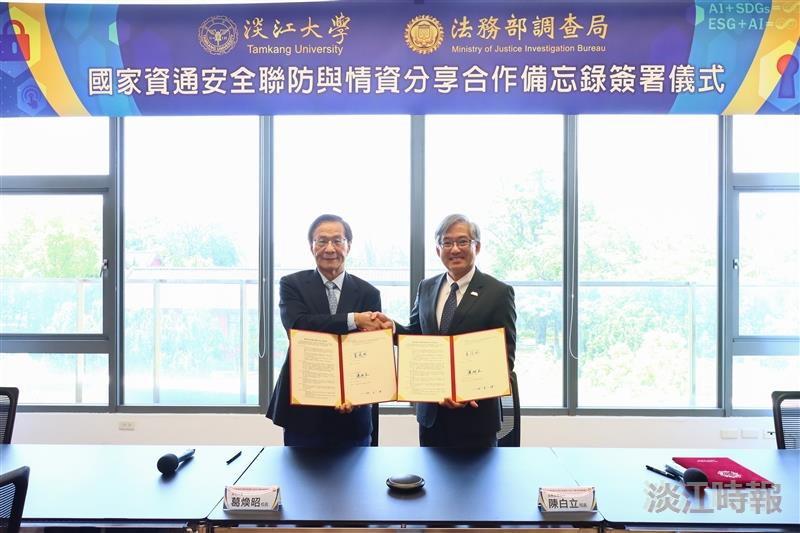 淡江大學
Tamkang University
法務部調查局
Ministry of Justice Investigation Bureau
AI+SDGs=∞
ESG+AI=∞
國家資通安全聯防與情資分享合作備忘錄簽署儀式
葛煥昭 校長
陳白立 局長
淡江時報